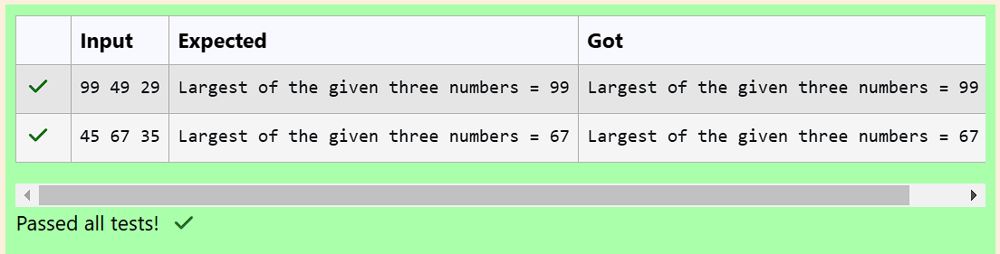 Input Expected Got
99 49 29 Largest of the given three numbers = 99 Largest of the given three numbers = 99
45 67 35 Largest of the given three numbers = 67 Largest of the given three numbers = 67
Passed all tests!